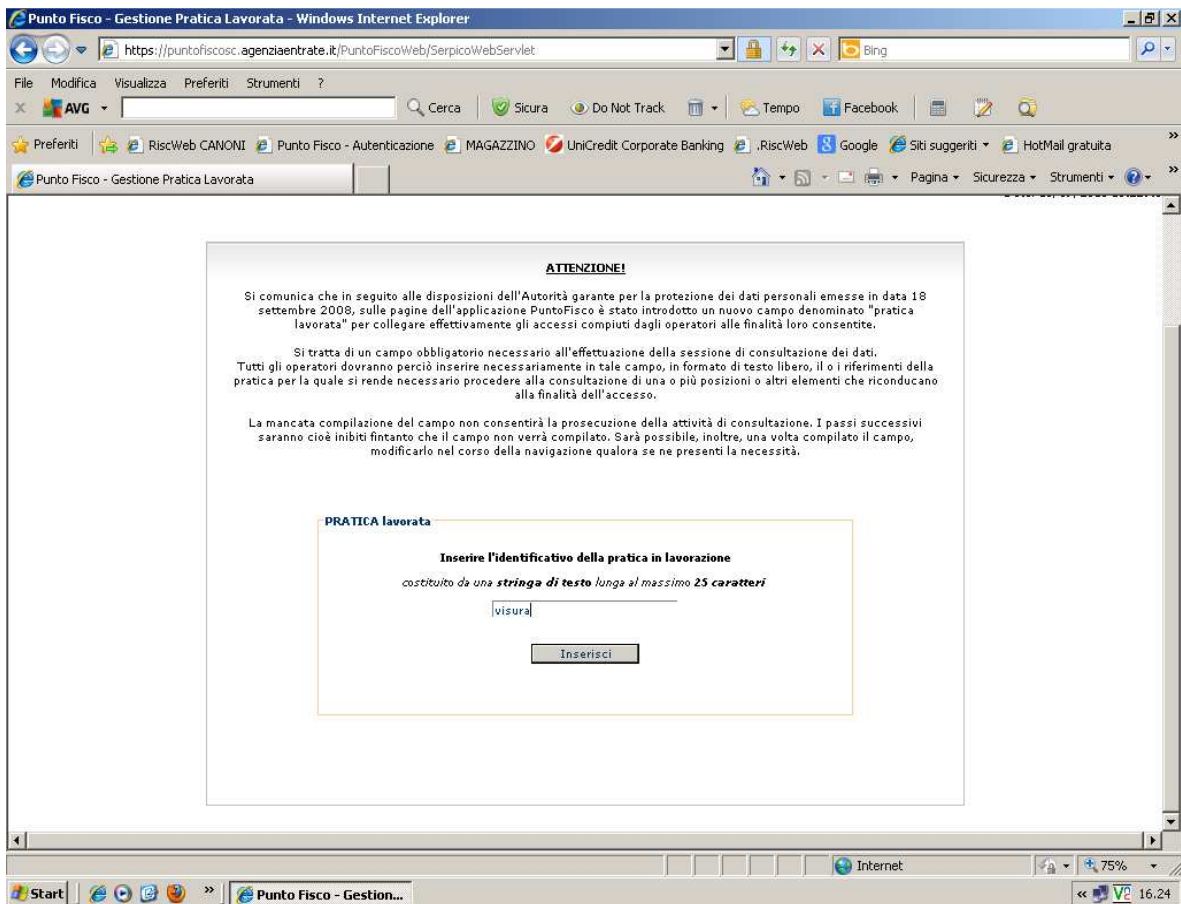 Punto Fisco - Gestione Pratica Lavorata - Windows Internet Explorer
https://puntofiscosc.agenziaentrate.it/PuntoFiscoWeb/SerpicoWebServlet
Bing
File Modifica Visualizza Preferiti Strumenti ?
AVG Cerca Sicura Do Not Track Tempo Facebook
Preferiti RiscWeb CANONI Punto Fisco - Autenticazione MAGAZZINO UniCredit Corporate Banking .RiscWeb Google Siti suggeriti HotMail gratuita »
Punto Fisco - Gestione Pratica Lavorata Pagina Sicurezza Strumenti »
ATTENZIONE!
Si comunica che in seguito alle disposizioni dell'Autorità garante per la protezione dei dati personali emesse in data 18
settembre 2008, sulle pagine dell'applicazione PuntoFisco è stato introdotto un nuovo campo denominato "pratica
lavorata" per collegare effettivamente gli accessi compiuti dagli operatori alle finalità loro consentite.
Si tratta di un campo obbligatorio necessario all'effettuazione della sessione di consultazione dei dati.
Tutti gli operatori dovranno perciò inserire necessariamente in tale campo, in formato di testo libero, il o i riferimenti della
pratica per la quale si rende necessario procedere alla consultazione di una o più posizioni o altri elementi che riconducano
alla finalità dell'accesso.
La mancata compilazione del campo non consentirà la prosecuzione della attività di consultazione. I passi successivi
saranno cioè inibiti fintanto che il campo non verrà compilato. Sarà possibile, inoltre, una volta compilato il campo,
modificarlo nel corso della navigazione qualora se ne presenti la necessità.
PRATICA lavorata
Inserire l'identificativo della pratica in lavorazione
costituito da una stringa di testo lunga al massimo 25 caratteri
visura
Inserisci
Internet 75%
Start » Punto Fisco - Gestion... « 16.24